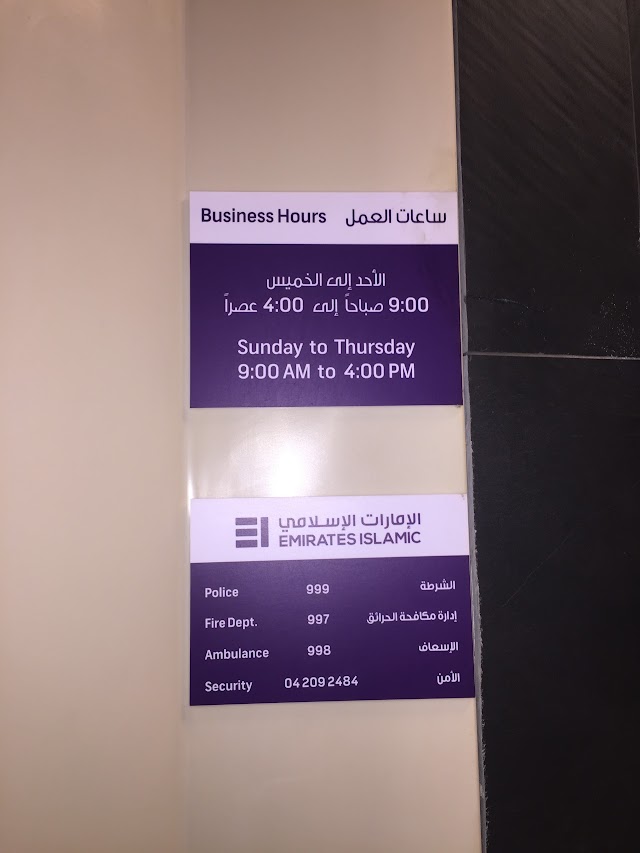 Business Hours ساعات العمل
الأحد إلى الخميس
9:00 صباحاً إلى 4:00 عصراً
Sunday to Thursday
9:00 AM to 4:00 PM
الإمارات الإسلامي
EMIRATES ISLAMIC
Police 999 الشرطة
Fire Dept. 997 إدارة مكافحة الحرائق
Ambulance 998 الإسعاف
Security 04 209 2484 الأمن